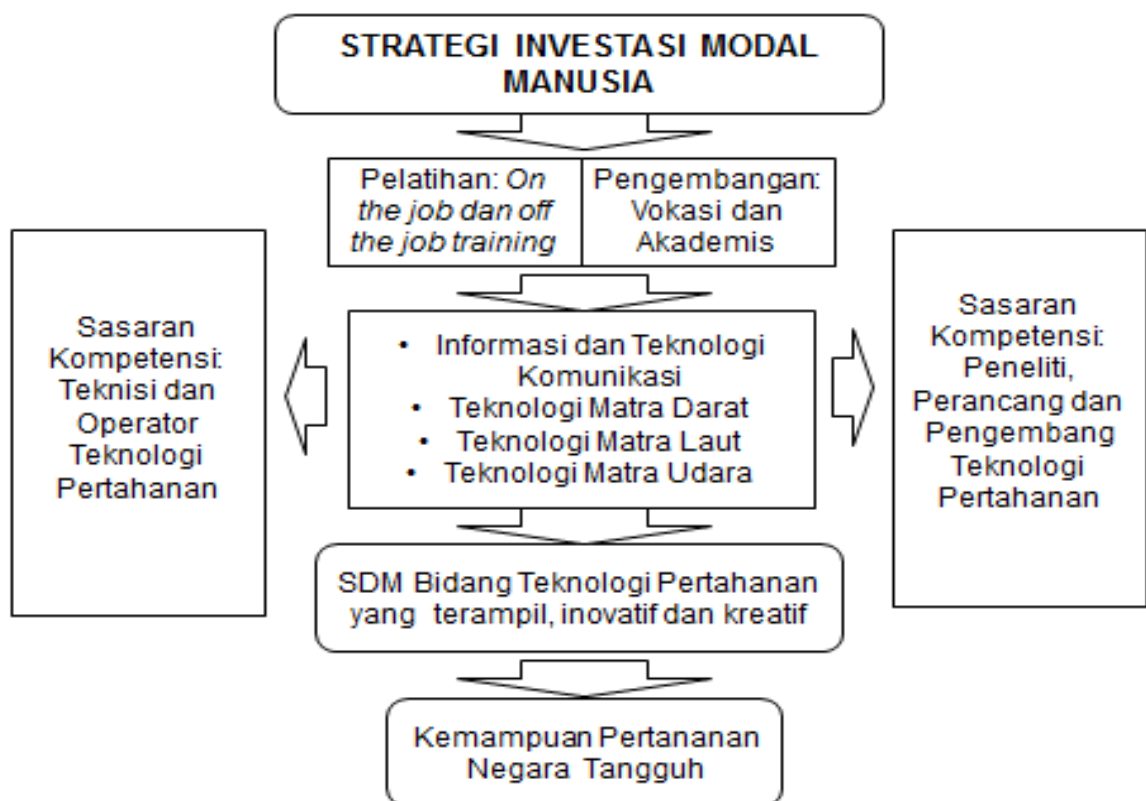 STRATEGI INVESTASI MODAL
MANUSIA
Pelatihan: On
the job dan off
the job training
Pengembangan:
Vokasi dan
Akademis
Sasaran
Kompetensi:
Teknisi dan
Operator
Teknologi
Pertahanan
• Informasi dan Teknologi
Komunikasi
• Teknologi Matra Darat
• Teknologi Matra Laut
• Teknologi Matra Udara
Sasaran
Kompetensi:
Peneliti,
Perancang dan
Pengembang
Teknologi
Pertahanan
SDM Bidang Teknologi Pertahanan
yang terampil, inovatif dan kreatif
Kemampuan Pertananan
Negara Tangguh